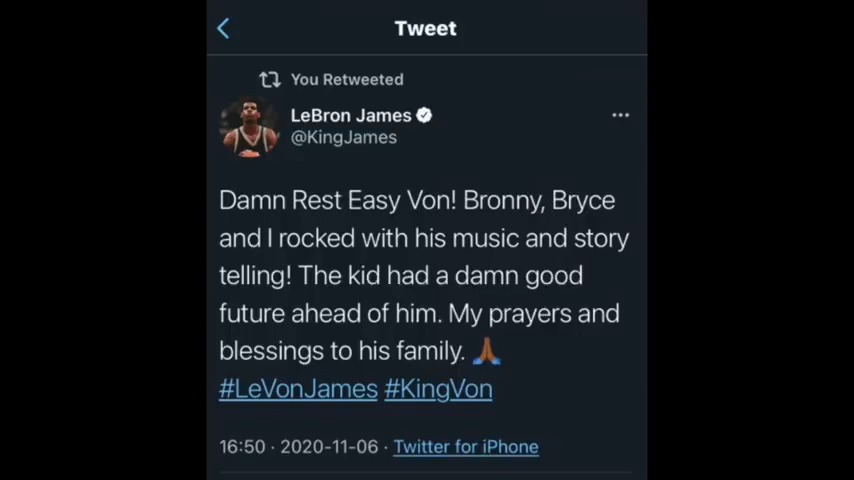 Tweet
You Retweeted
LeBron James
@KingJames
Damn Rest Easy Von! Bronny, Bryce
and I rocked with his music and story
telling! The kid had a damn good
future ahead of him. My prayers and
blessings to his family. 🙏🏾
#LeVonJames #KingVon
16:50 · 2020-11-06 · Twitter for iPhone